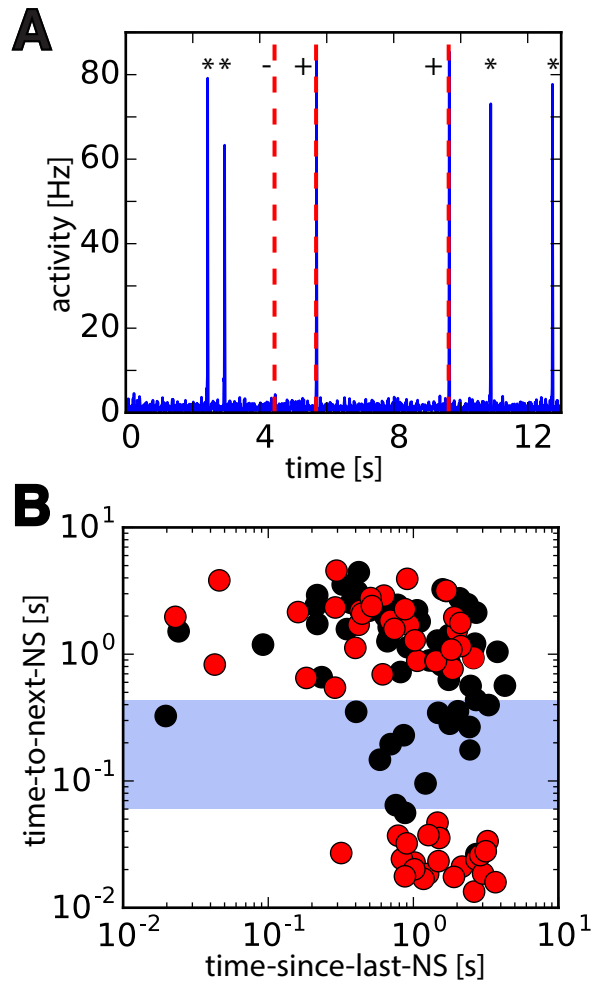 A
* * - + + * *
80
60
40
20
0
activity [Hz]
0 4 8 12
time [s]
B
10^1
10^0
10^-1
10^-2
time-to-next-NS [s]
10^-2 10^-1 10^0 10^1
time-since-last-NS [s]